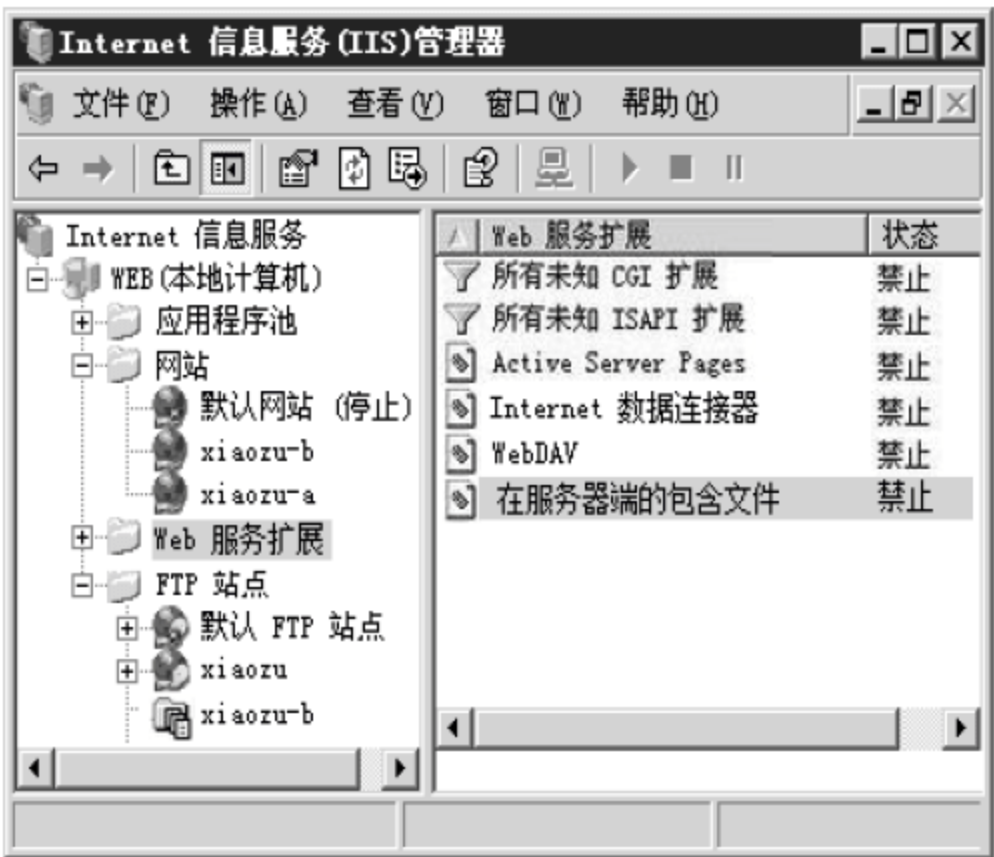 Internet 信息服务(IIS)管理器
文件(F) 操作(A) 查看(V) 窗口(W) 帮助(H)
Internet 信息服务
WEB(本地计算机)
应用程序池
网站
默认网站 (停止)
xiaozu-b
xiaozu-a
Web 服务扩展
FTP 站点
默认 FTP 站点
xiaozu
xiaozu-b
Web 服务扩展 状态
所有未知 CGI 扩展 禁止
所有未知 ISAPI 扩展 禁止
Active Server Pages 禁止
Internet 数据连接器 禁止
WebDAV 禁止
在服务器端的包含文件 禁止